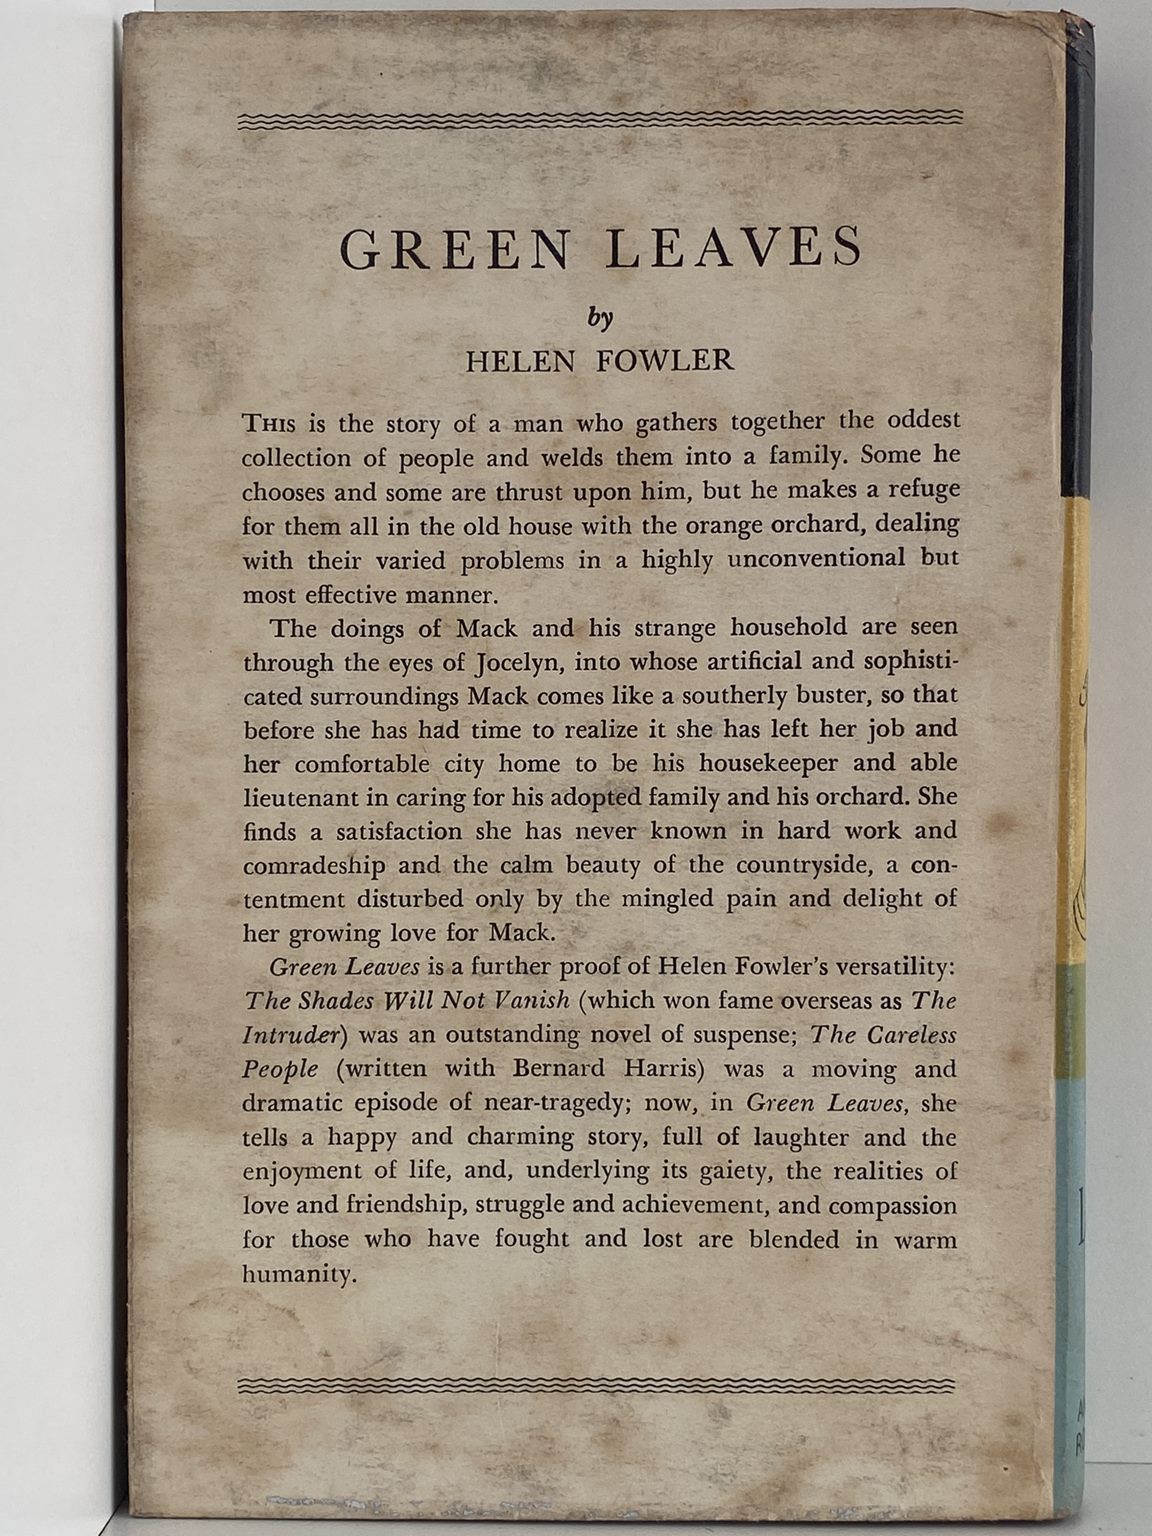 GREEN LEAVES
by
HELEN FOWLER
THIS is the story of a man who gathers together the oddest
collection of people and welds them into a family. Some he
chooses and some are thrust upon him, but he makes a refuge
for them all in the old house with the orange orchard, dealing
with their varied problems in a highly unconventional but
most effective manner.
The doings of Mack and his strange household are seen
through the eyes of Jocelyn, into whose artificial and sophisti-
cated surroundings Mack comes like a southerly buster, so that
before she has had time to realize it she has left her job and
her comfortable city home to be his housekeeper and able
lieutenant in caring for his adopted family and his orchard. She
finds a satisfaction she has never known in hard work and
comradeship and the calm beauty of the countryside, a con-
tentment disturbed only by the mingled pain and delight of
her growing love for Mack.
Green Leaves is a further proof of Helen Fowler's versatility:
The Shades Will Not Vanish (which won fame overseas as The
Intruder) was an outstanding novel of suspense; The Careless
People (written with Bernard Harris) was a moving and
dramatic episode of near-tragedy; now, in Green Leaves, she
tells a happy and charming story, full of laughter and the
enjoyment of life, and, underlying its gaiety, the realities of
love and friendship, struggle and achievement, and compassion
for those who have fought and lost are blended in warm
humanity.